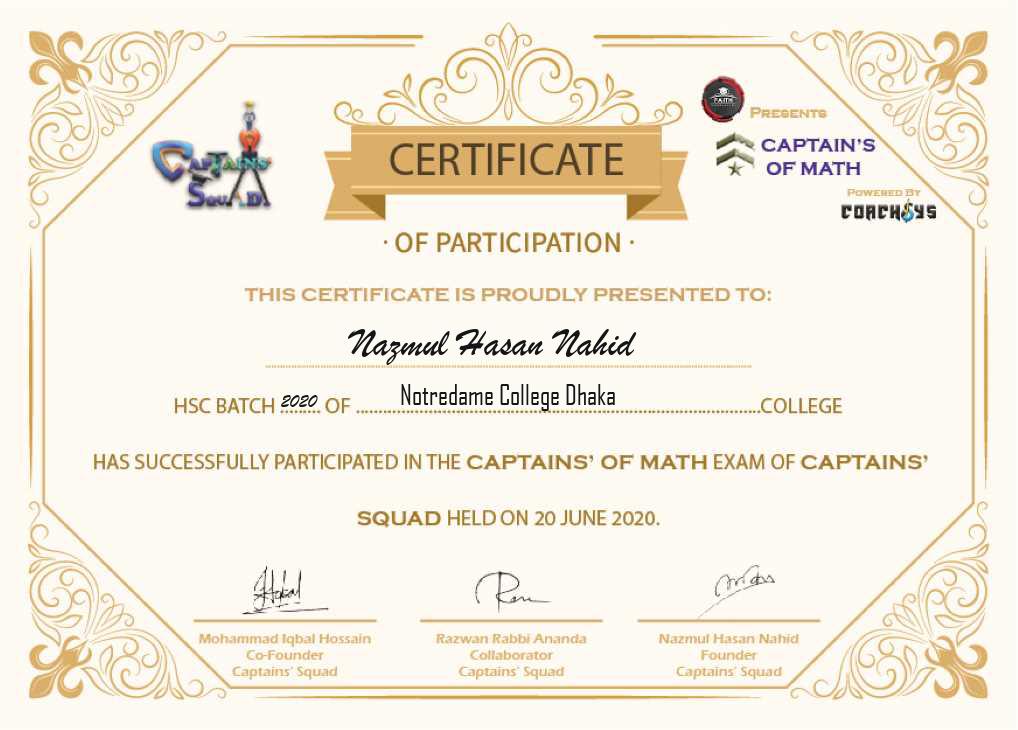 Captains
Squad
FAITH
PRESENTS
CAPTAIN'S
OF MATH
POWERED BY
COACHSYS
CERTIFICATE
· OF PARTICIPATION ·
THIS CERTIFICATE IS PROUDLY PRESENTED TO:
Nazmul Hasan Nahid
HSC BATCH 2020 OF Notredame College Dhaka COLLEGE
HAS SUCCESSFULLY PARTICIPATED IN THE CAPTAINS' OF MATH EXAM OF CAPTAINS'
SQUAD HELD ON 20 JUNE 2020.
Mohammad Iqbal Hossain
Co-Founder
Captains' Squad
Razwan Rabbi Ananda
Collaborator
Captains' Squad
Nazmul Hasan Nahid
Founder
Captains' Squad